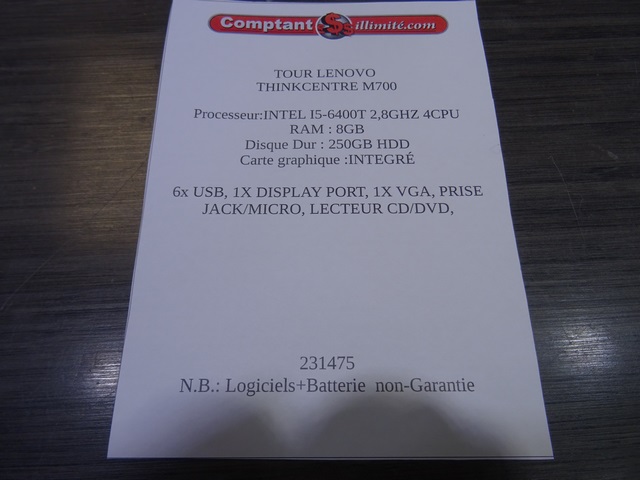 Comptant $ illimité.com
TOUR LENOVO
THINKCENTRE M700
Processeur:INTEL I5-6400T 2,8GHZ 4CPU
RAM : 8GB
Disque Dur : 250GB HDD
Carte graphique :INTEGRÉ
6x USB, 1X DISPLAY PORT, 1X VGA, PRISE
JACK/MICRO, LECTEUR CD/DVD,
231475
N.B.: Logiciels+Batterie non-Garantie